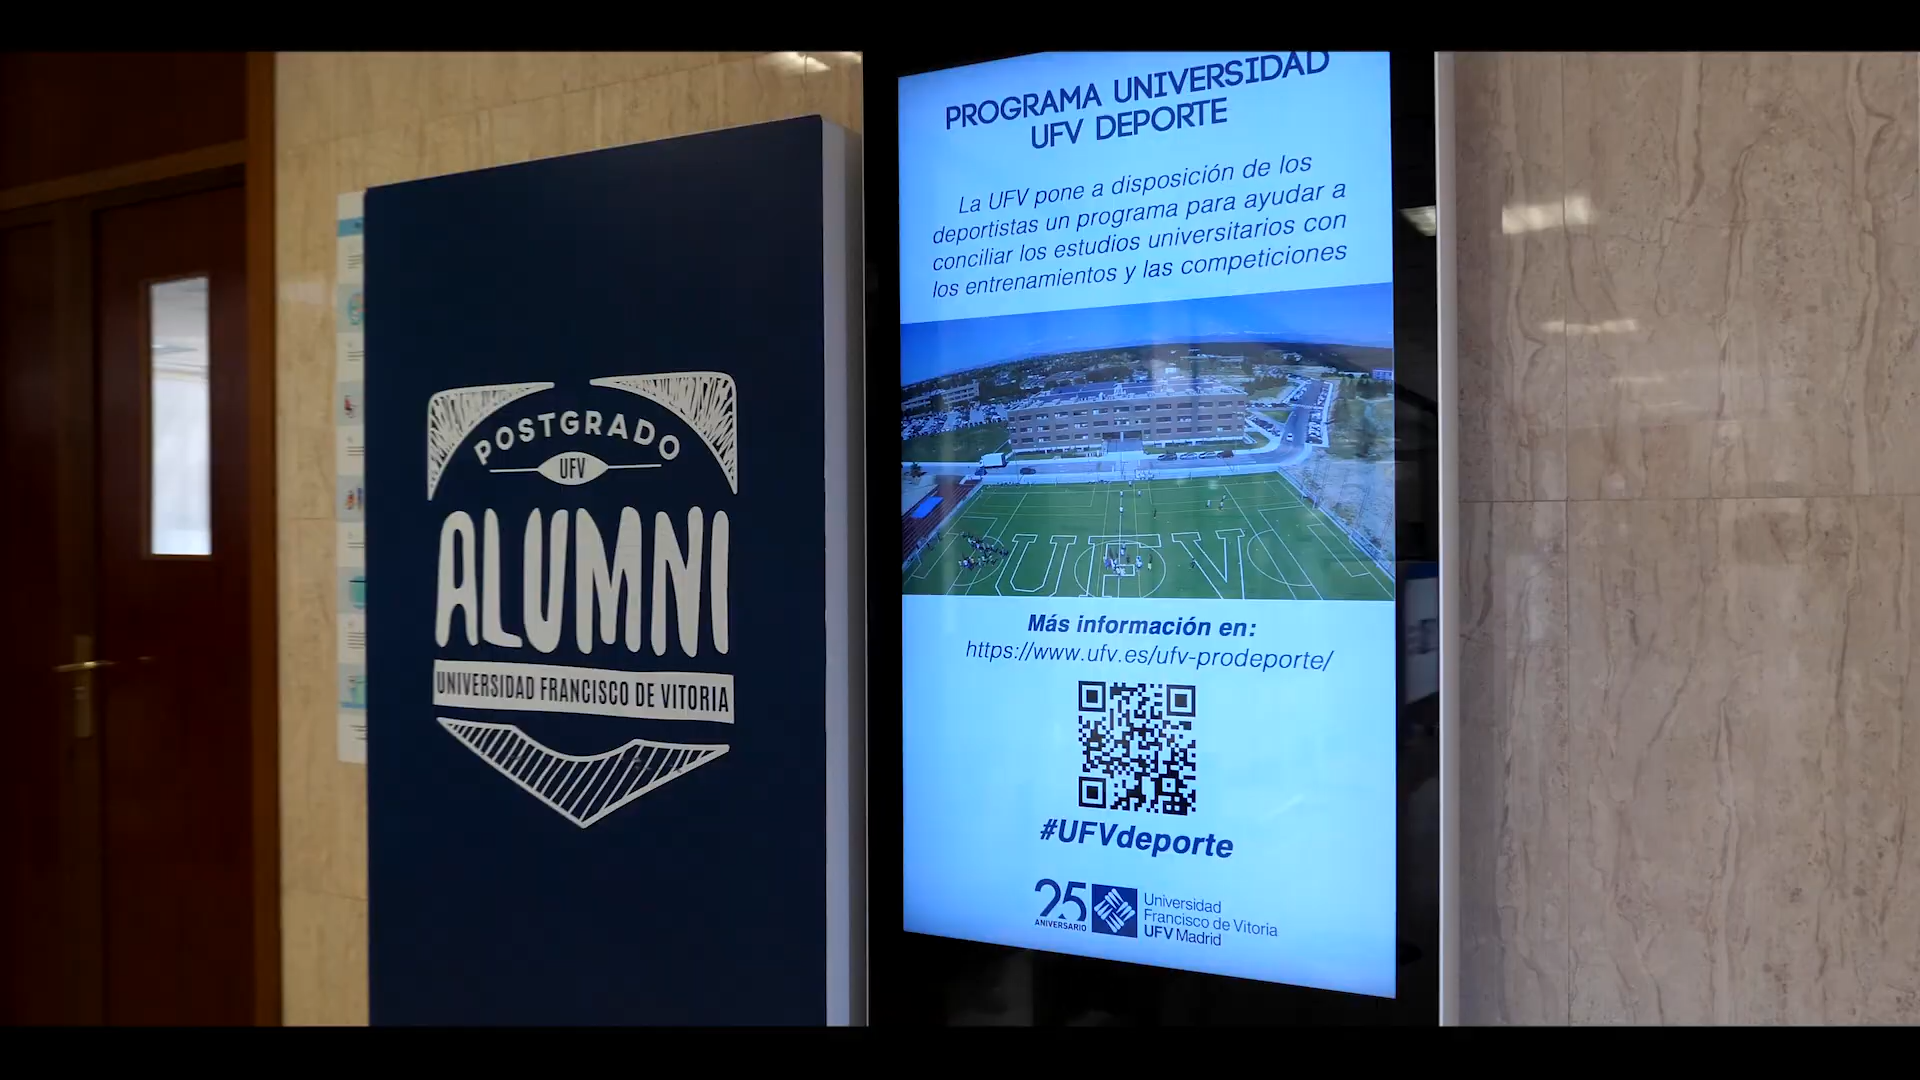 POSTGRADO
UFV
ALUMNI
UNIVERSIDAD FRANCISCO DE VITORIA
PROGRAMA UNIVERSIDAD
UFV DEPORTE
La UFV pone a disposición de los
deportistas un programa para ayudar a
conciliar los estudios universitarios con
los entrenamientos y las competiciones
UFV
Más información en:
https://www.ufv.es/ufv-prodeporte/
#UFVdeporte
25
ANIVERSARIO
Universidad
Francisco de Vitoria
UFV Madrid